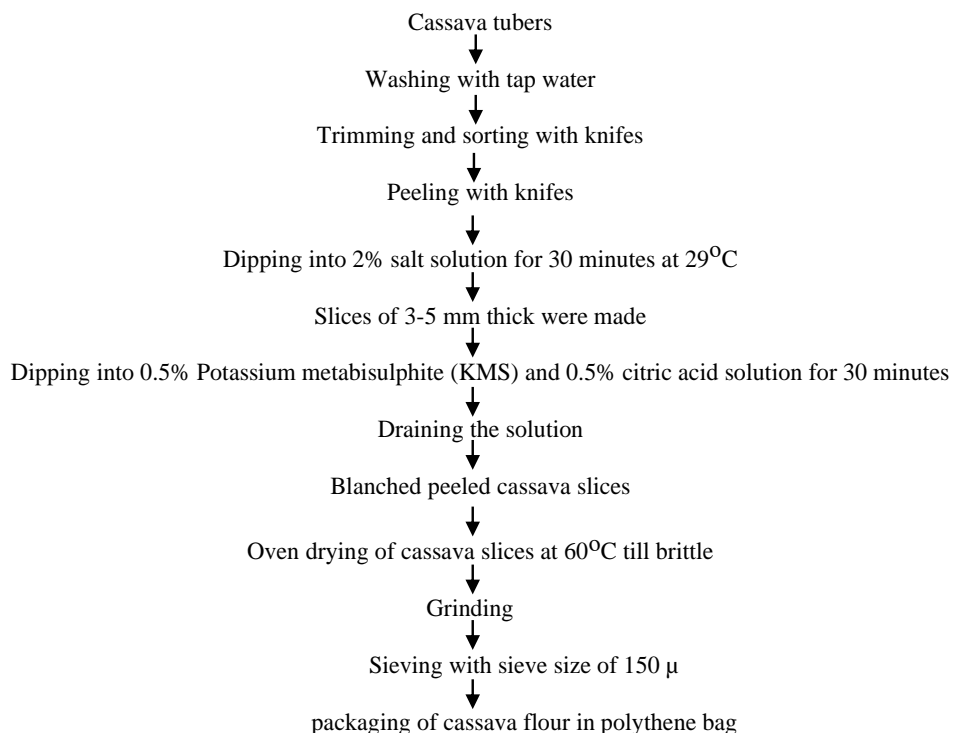 Cassava tubers
Washing with tap water
Trimming and sorting with knifes
Peeling with knifes
Dipping into 2% salt solution for 30 minutes at 29°C
Slices of 3-5 mm thick were made
Dipping into 0.5% Potassium metabisulphite (KMS) and 0.5% citric acid solution for 30 minutes
Draining the solution
Blanched peeled cassava slices
Oven drying of cassava slices at 60°C till brittle
Grinding
Sieving with sieve size of 150 µ
packaging of cassava flour in polythene bag